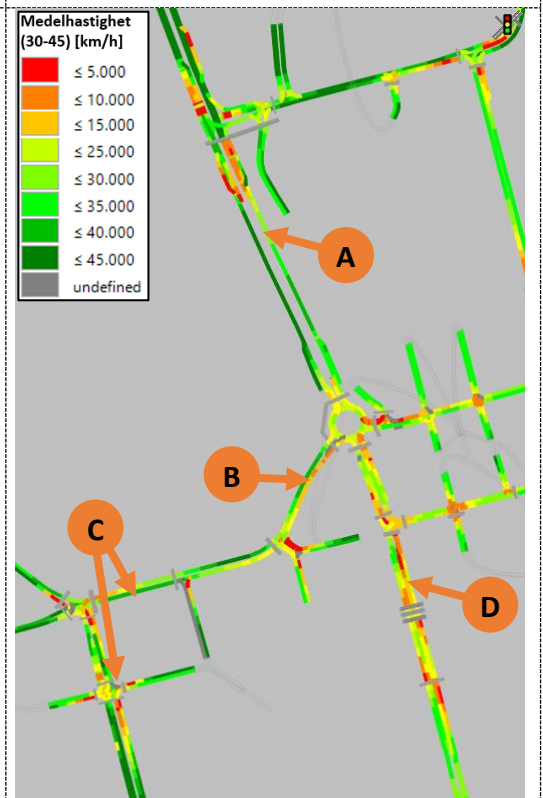 Medelhastighet
(30-45) [km/h]
≤ 5.000
≤ 10.000
≤ 15.000
≤ 25.000
≤ 30.000
≤ 35.000
≤ 40.000
≤ 45.000
undefined
A
B
C
D